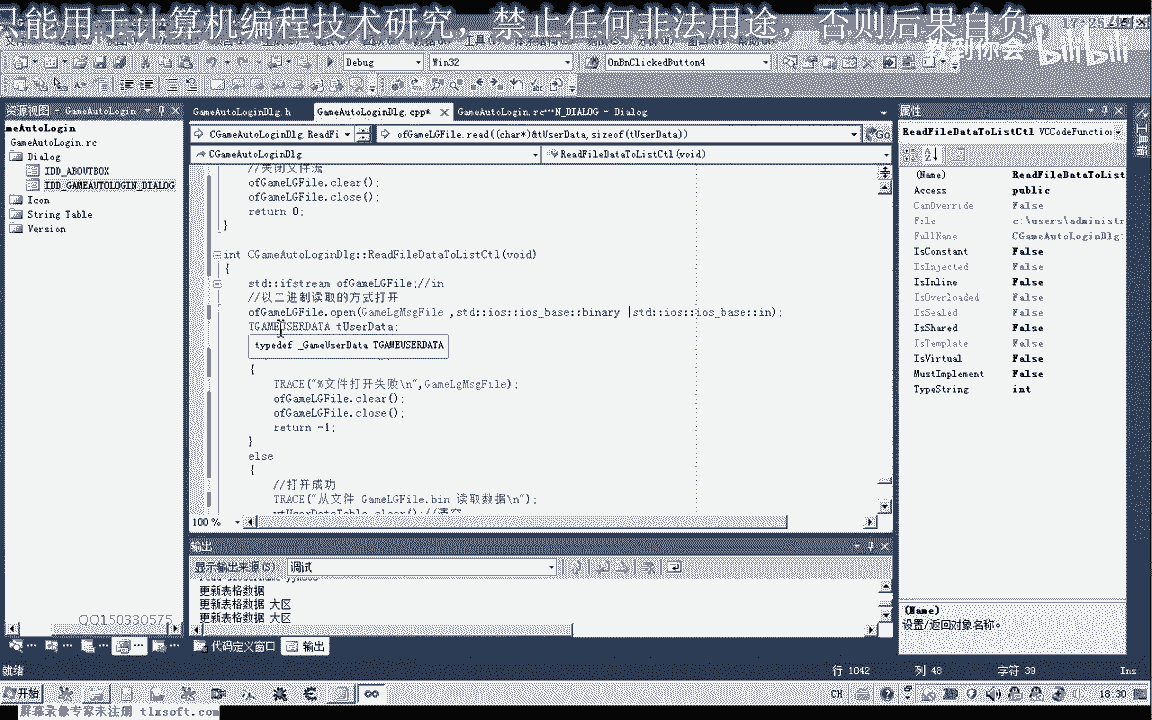 只能用于计算机编程技术研究，禁止任何非法用途，否则后果自负
17:25
教到你会 bilibili
Debug
Win32
OnBnClickedButton4
资源视图 - GameAutoLogin
GameAutoLoginDlg.h
GameAutoLoginDlg.cpp*
GameAutoLogin.rc
N_DIALOG - Dialog
属性
meAutoLogin
GameAutoLogin.rc
Dialog
IDD_ABOUTBOX
IDD_GAMEAUTOLOGIN_DIALOG
Icon
String Table
Version
CGameAutoLoginDlg.ReadFi
ofGameLGFile.read((char*)&tUserData,sizeof(tUserData))
Go
CGameAutoLoginDlg
ReadFileDataToListCtl(void)
//关闭文件流
ofGameLGFile.clear();
ofGameLGFile.close();
return 0;
}
int CGameAutoLoginDlg::ReadFileDataToListCtl(void)
{
std::ifstream ofGameLGFile;//in
//以二进制读取的方式打开
ofGameLGFile.open(GameLgMsgFile ,std::ios::ios_base::binary |std::ios::ios_base::in);
TGAMEUSERDATA tUserData;
typedef _GameUserData TGAMEUSERDATA
{
TRACE("%文件打开失败\n",GameLgMsgFile);
ofGameLGFile.clear();
ofGameLGFile.close();
return -1;
}
else
{
//打开成功
TRACE("从文件 GameLGFile.bin 读取数据\n");
vtUserDataTable.clear();//清空
100 %
ReadFileDataToListCtl VCCodeFunction
(Name) ReadFileDataToList
Access public
CanOverride False
File c:\users\administr
FullName CGameAutoLoginDlg:
IsConstant False
IsInjected False
IsInline False
IsOverloaded False
IsSealed False
IsShared False
IsTemplate False
IsVirtual False
MustImplement False
TypeString int
(Name)
设置/返回对象名称。
输出
显示输出来源(S): 调试
更新表格数据
更新表格数据 大区
更新表格数据 大区
QQ150330575
代码定义窗口
输出
工具箱
就绪
行 1042
列 48
字符 39
Ins
开始
CH
18:30
屏幕录像专家未注册 tlxsoft.com